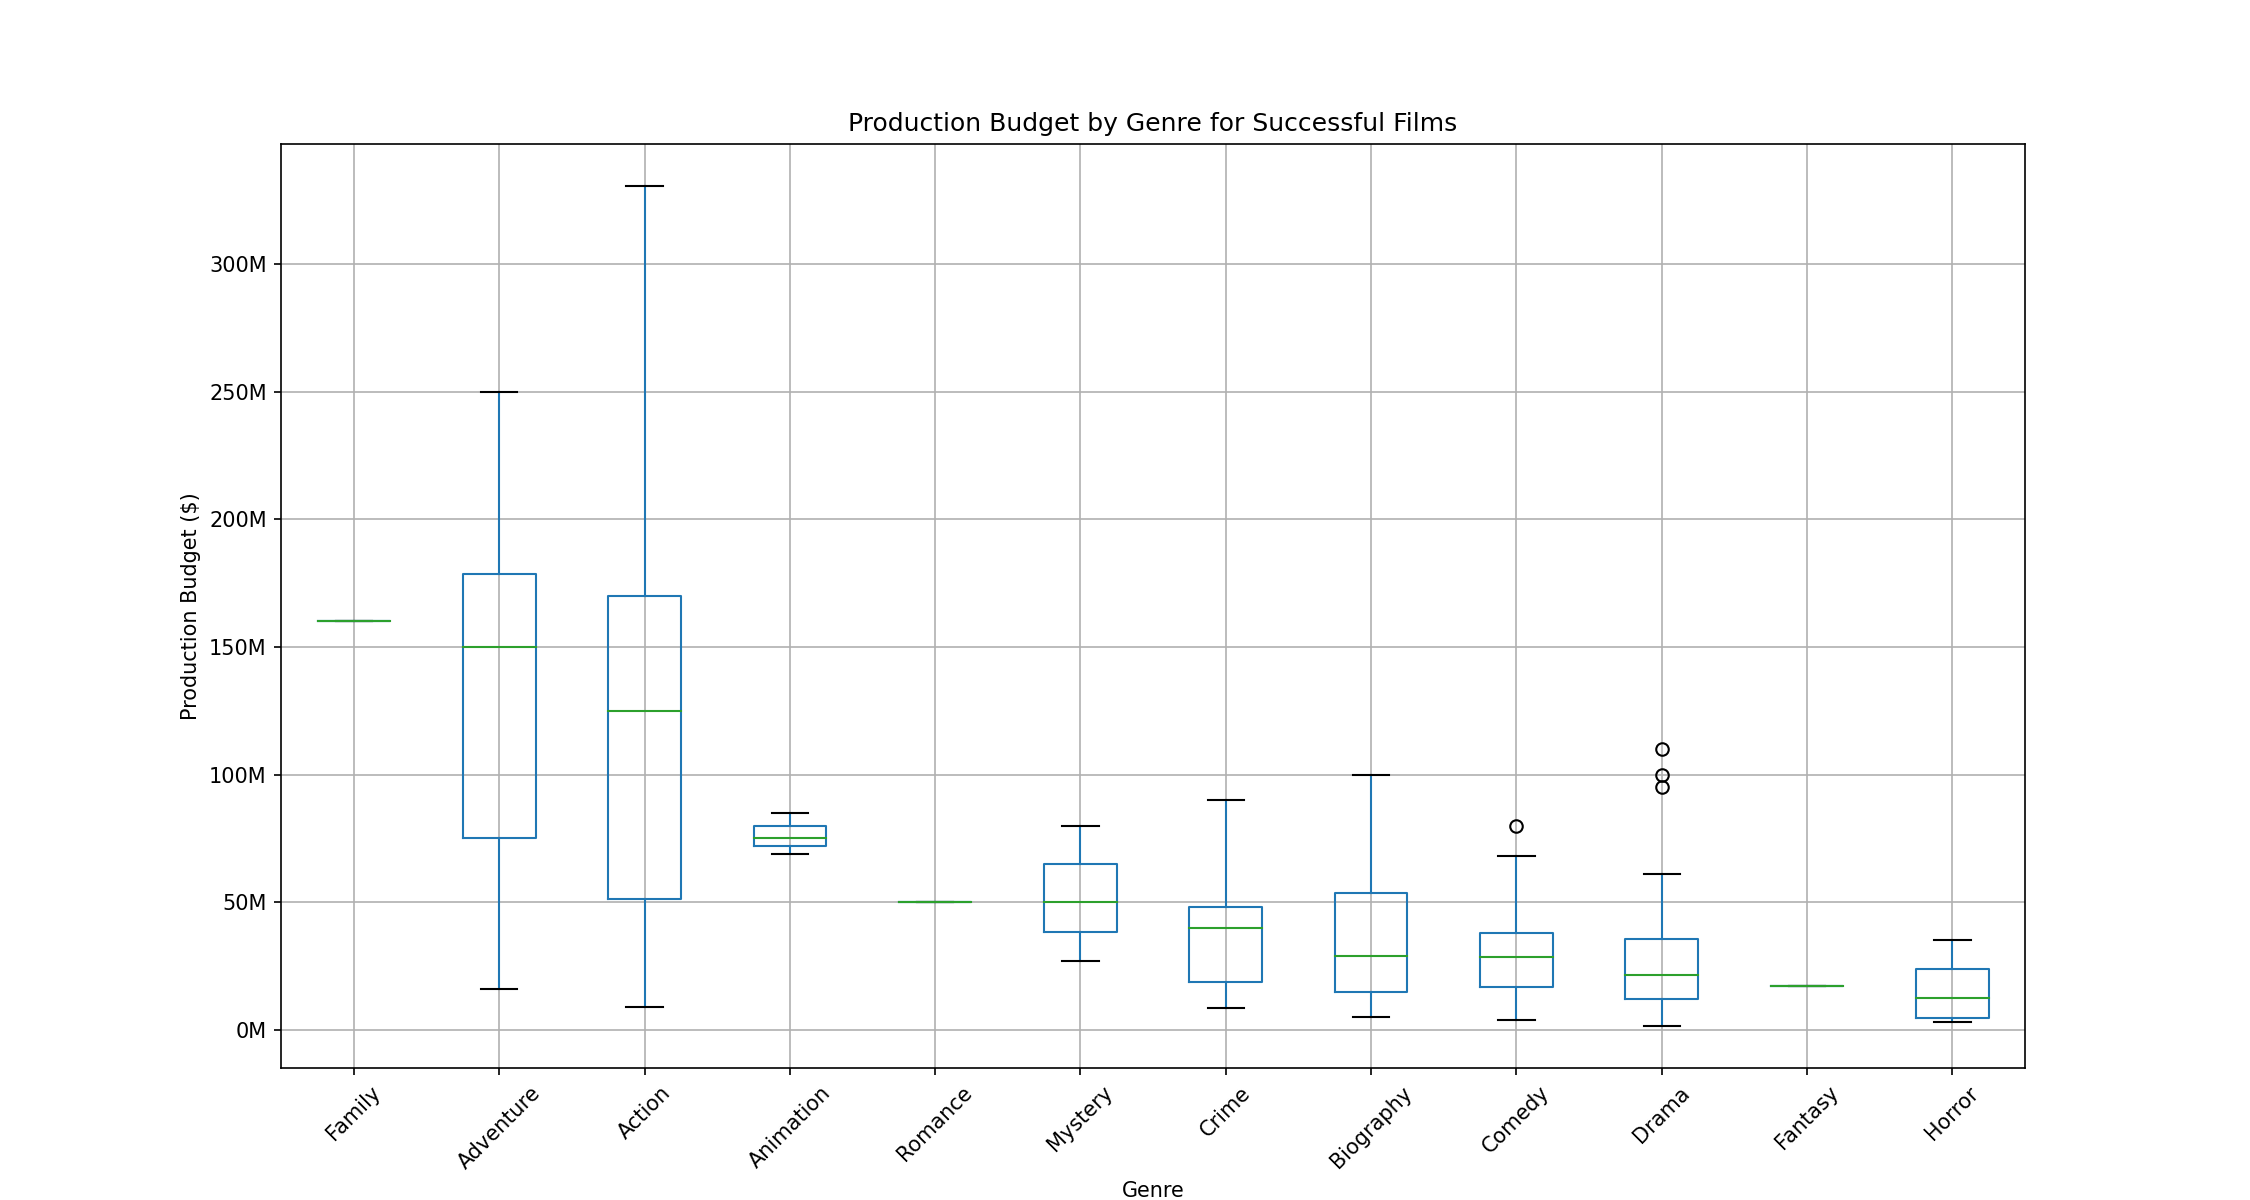 Production Budget by Genre for Successful Films
Production Budget ($)
300M
250M
200M
150M
100M
50M
0M
Family
Adventure
Action
Animation
Romance
Mystery
Crime
Biography
Comedy
Drama
Fantasy
Horror
Genre